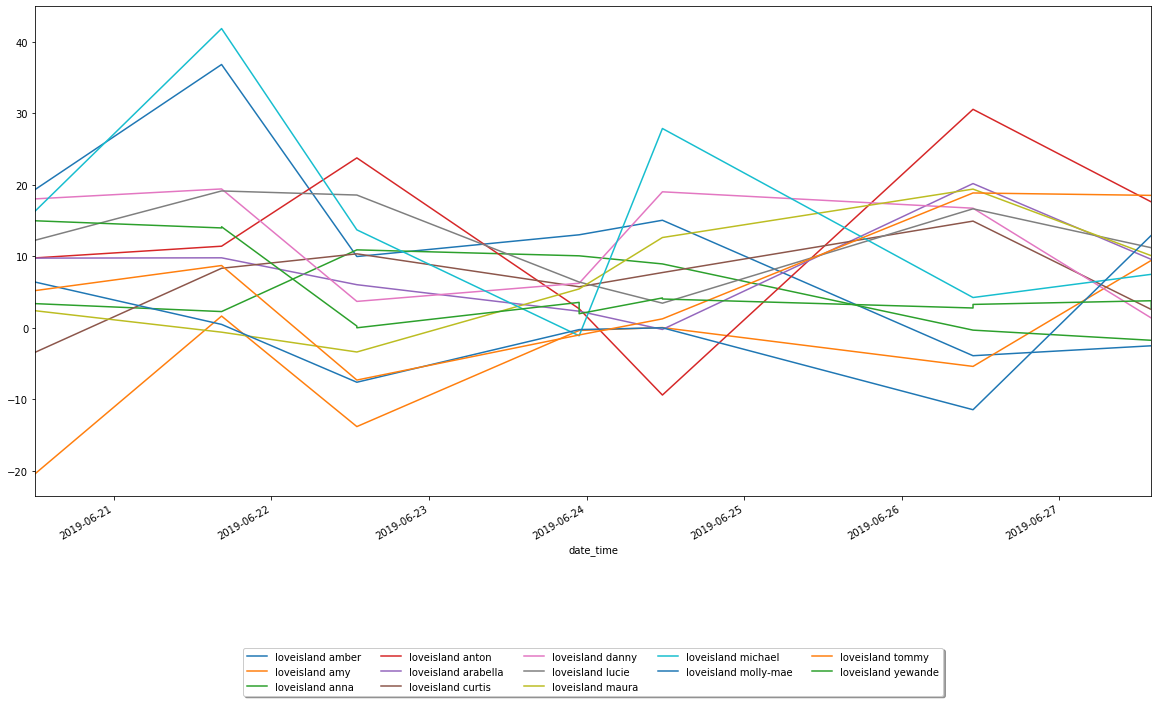 40
30
20
10
0
−10
−20
2019-06-21
2019-06-22
2019-06-23
2019-06-24
2019-06-25
2019-06-26
2019-06-27
date_time
loveisland amber
loveisland amy
loveisland anna
loveisland anton
loveisland arabella
loveisland curtis
loveisland danny
loveisland lucie
loveisland maura
loveisland michael
loveisland molly-mae
loveisland tommy
loveisland yewande